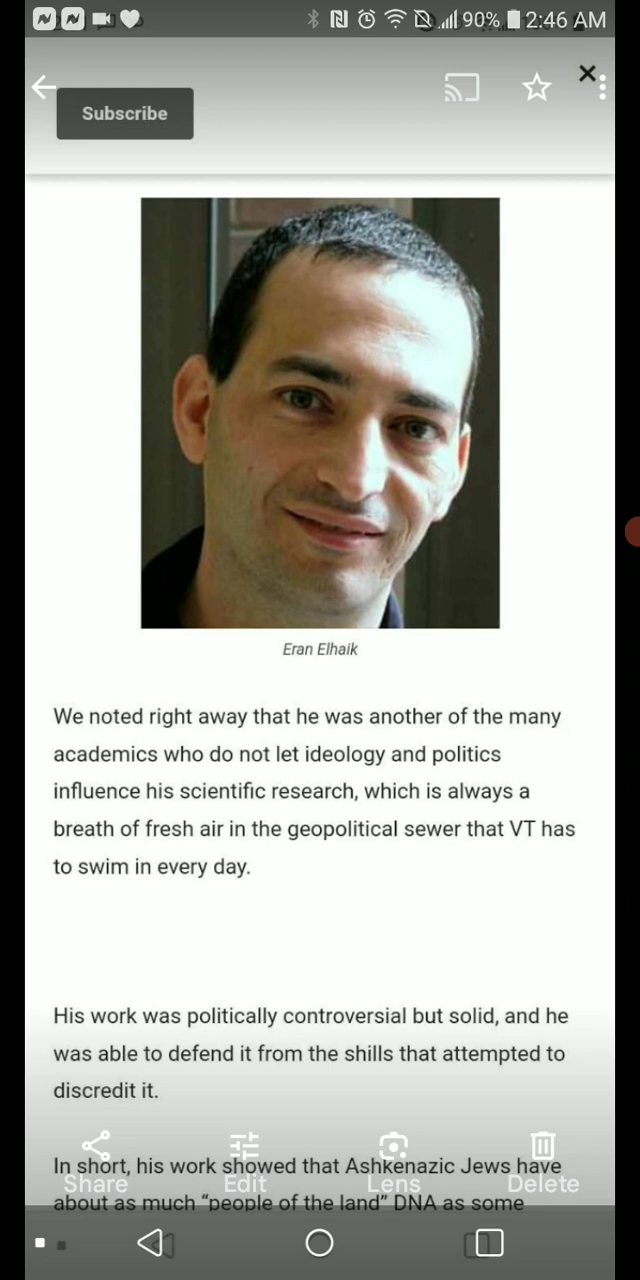 90% 2:46 AM
Subscribe
Eran Elhaik
We noted right away that he was another of the many
academics who do not let ideology and politics
influence his scientific research, which is always a
breath of fresh air in the geopolitical sewer that VT has
to swim in every day.
His work was politically controversial but solid, and he
was able to defend it from the shills that attempted to
discredit it.
In short, his work showed that Ashkenazic Jews have
Share Edit Lens Delete
about as much “people of the land” DNA as some